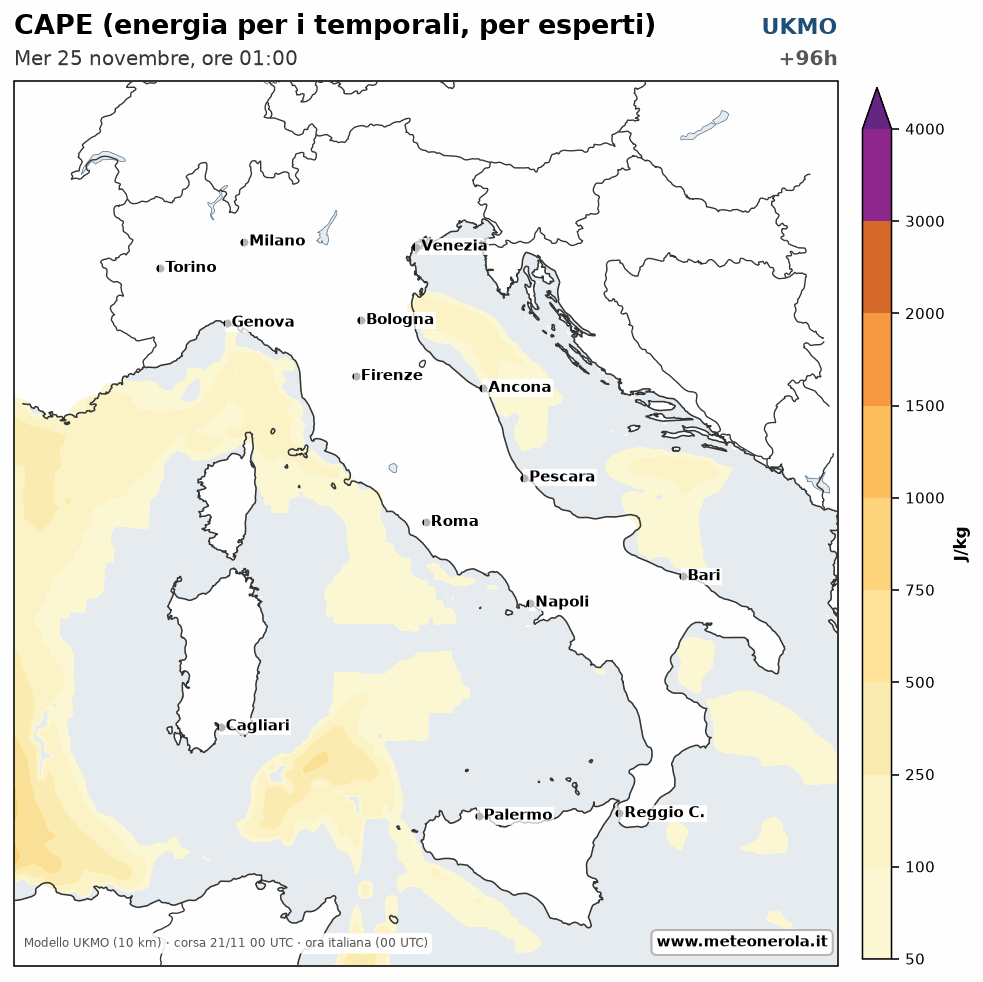 CAPE (energia per i temporali, per esperti)
UKMO
Mer 25 novembre, ore 01:00
+96h
4000
3000
2000
1500
1000
750
500
250
100
50
J/kg
Venezia
Milano
Torino
Genova
Bologna
Firenze
Ancona
Pescara
Roma
Bari
Napoli
Cagliari
Palermo
Reggio C.
Modello UKMO (10 km) · corsa 21/11 00 UTC · ora italiana (00 UTC)
www.meteonerola.it